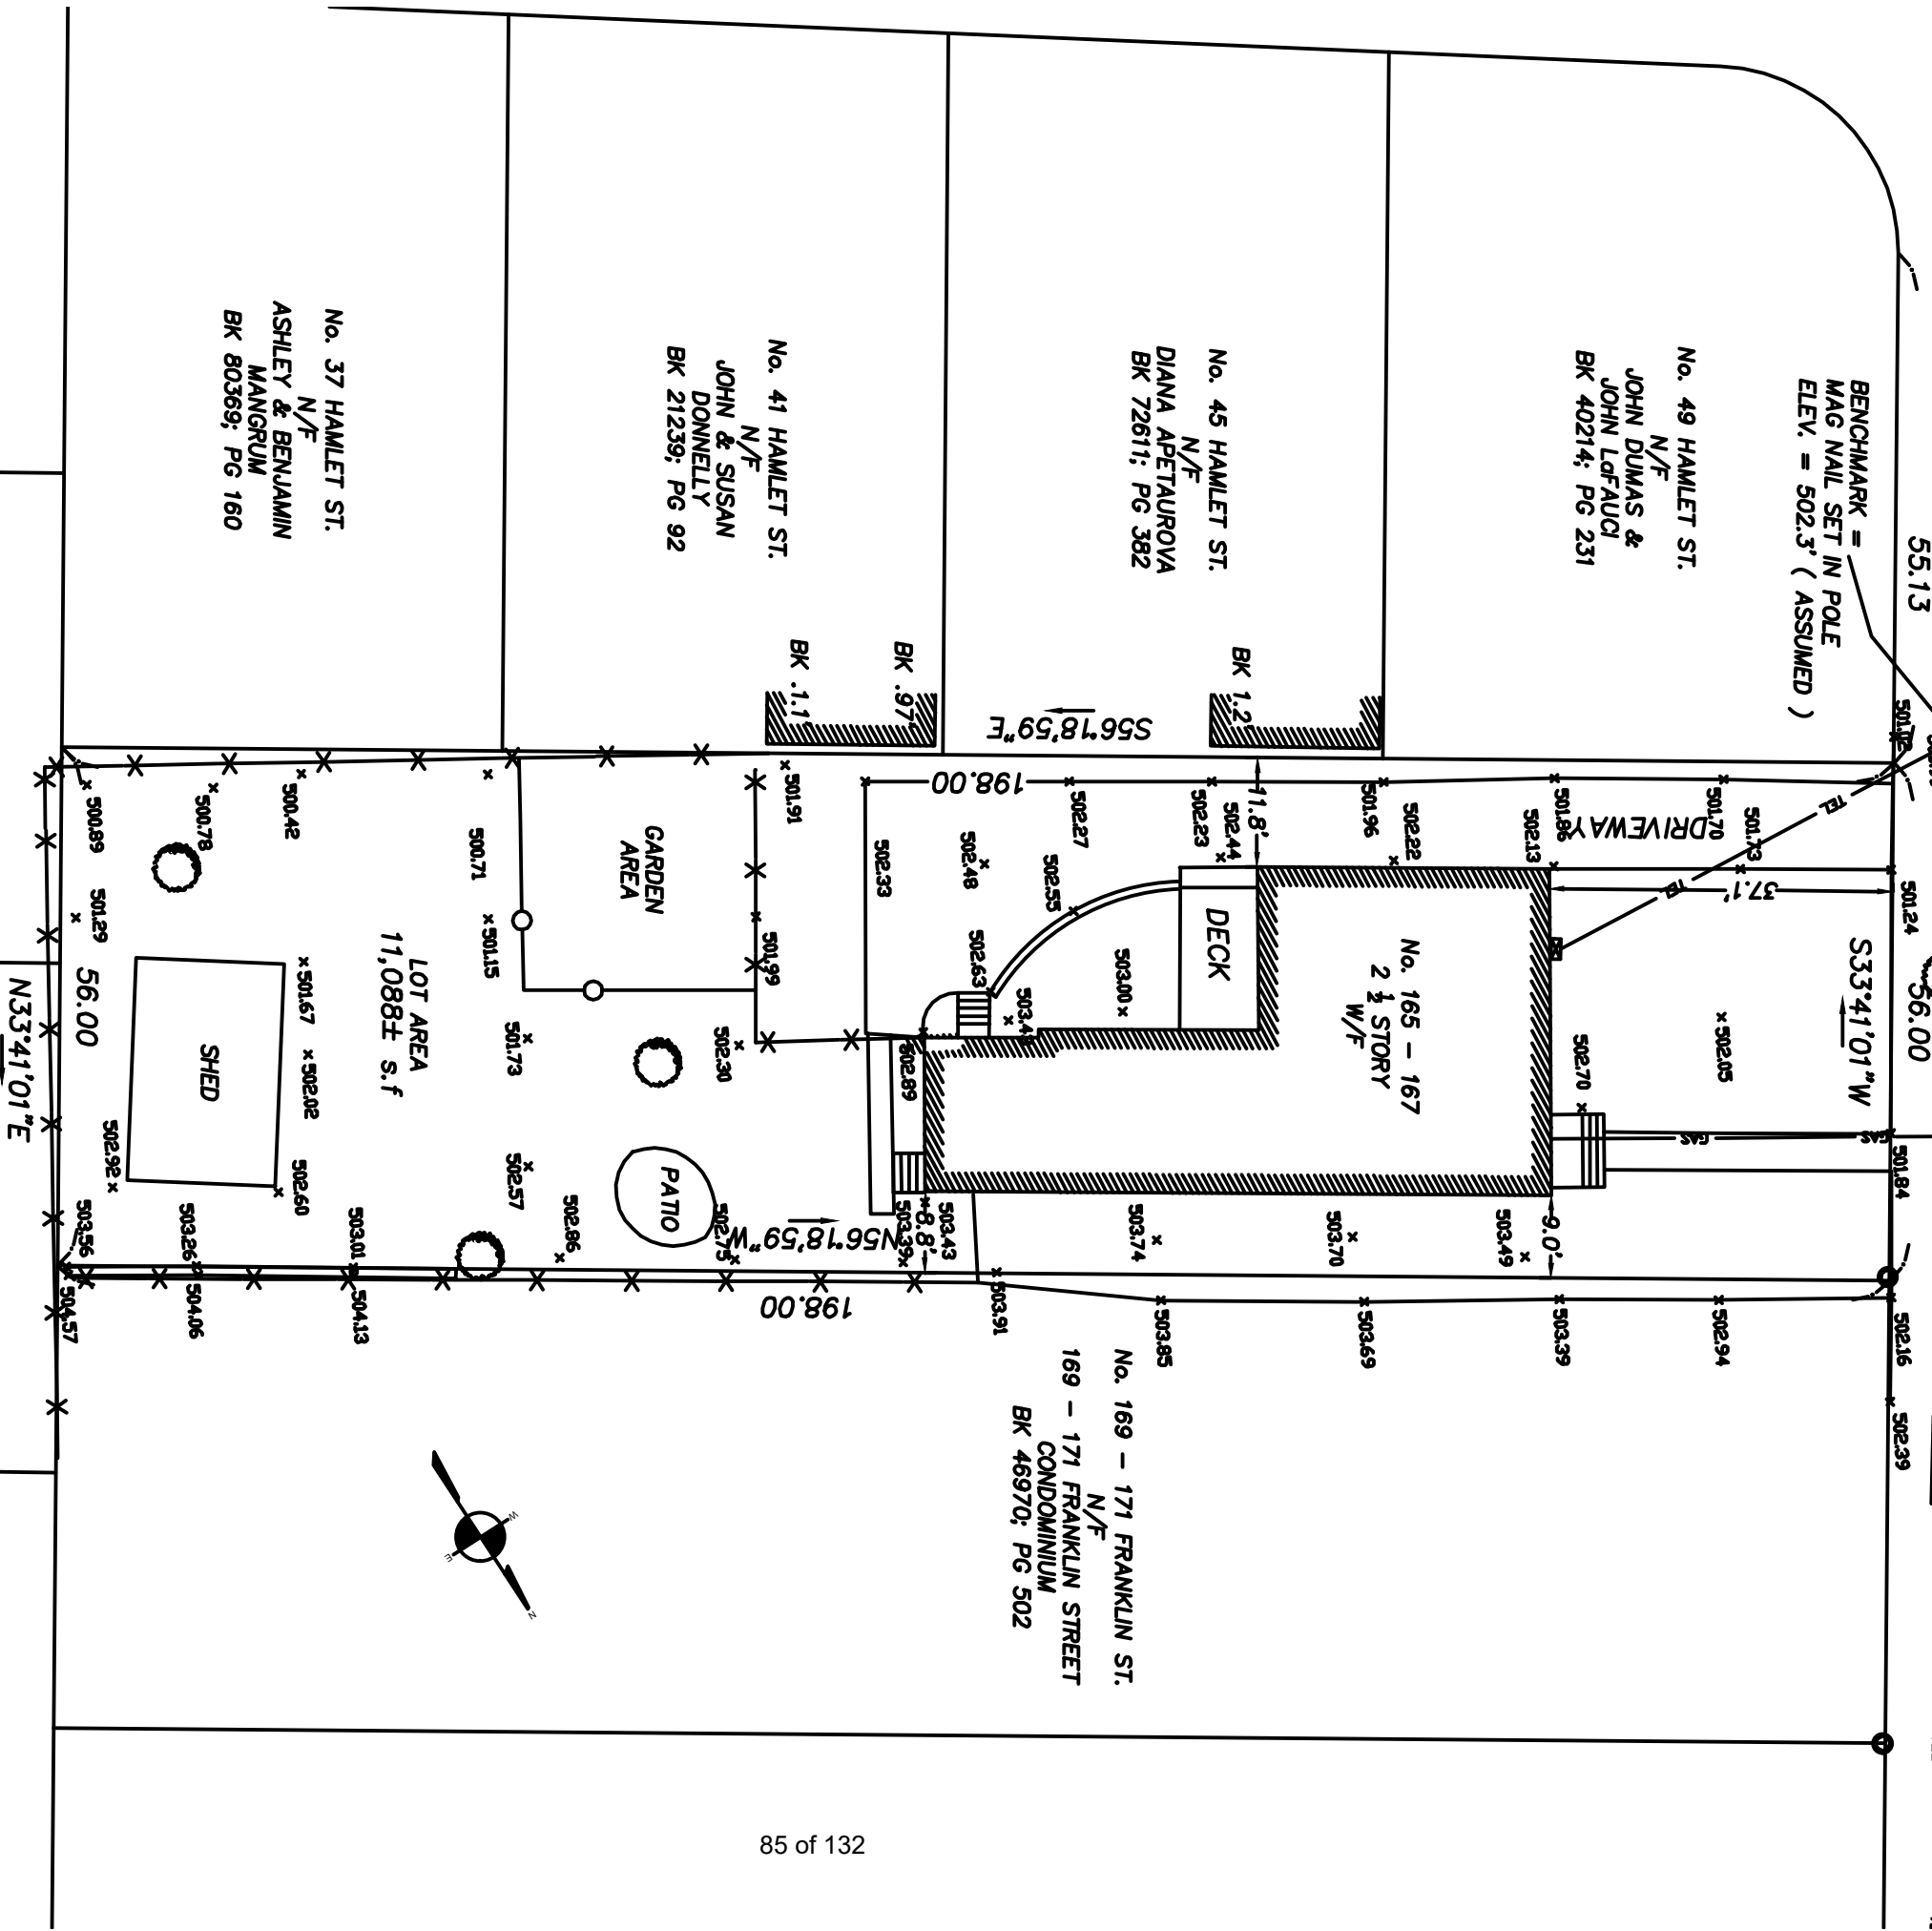 No. 37 HAMLET ST.
N/F
ASHLEY & BENJAMIN
MANGRUM
BK 80369; PG 160
No. 41 HAMLET ST.
N/F
JOHN & SUSAN
DONNELLY
BK 21239; PG 92
No. 45 HAMLET ST.
N/F
DIANA APETAUROVA
BK 72611; PG 382
No. 49 HAMLET ST.
N/F
JOHN DUMAS &
JOHN LaFAUCI
BK 40214; PG 231
BENCHMARK =
MAG NAIL SET IN POLE
ELEV. = 502.3' ( ASSUMED )
55.13
BK .1.1'
BK .97'
BK 1.2'
S56°18'59"E
198.00
11.8'
DRIVEWAY
TEL
TEL
37.1'
S33°41'01"W
56.00
501.91
502.27
502.23
502.44
501.96
502.22
502.13
501.86
501.70
501.73
501.24
500.89
500.78
500.42
500.71
GARDEN
AREA
502.33
502.48
502.55
502.63
503.00
DECK
No. 165 - 167
2 ½ STORY
W/F
502.70
502.05
GAS
GAS
501.84
501.29
501.67
501.15
501.99
LOT AREA
11,088± s.f
56.00
N33°41'01"E
SHED
502.02
501.73
502.30
502.89
502.92
502.60
502.57
502.86
PATIO
502.75
N56°18'59"W
503.39
8.8'
503.43
503.74
503.70
503.49
9.0'
503.56
503.26
503.01
504.57
504.06
504.13
198.00
503.91
503.85
503.69
503.39
502.94
502.16
502.39
No. 169 - 171 FRANKLIN ST.
N/F
169 - 171 FRANKLIN STREET
CONDOMINIUM
BK 46970; PG 502
W
E
N
85 of 132